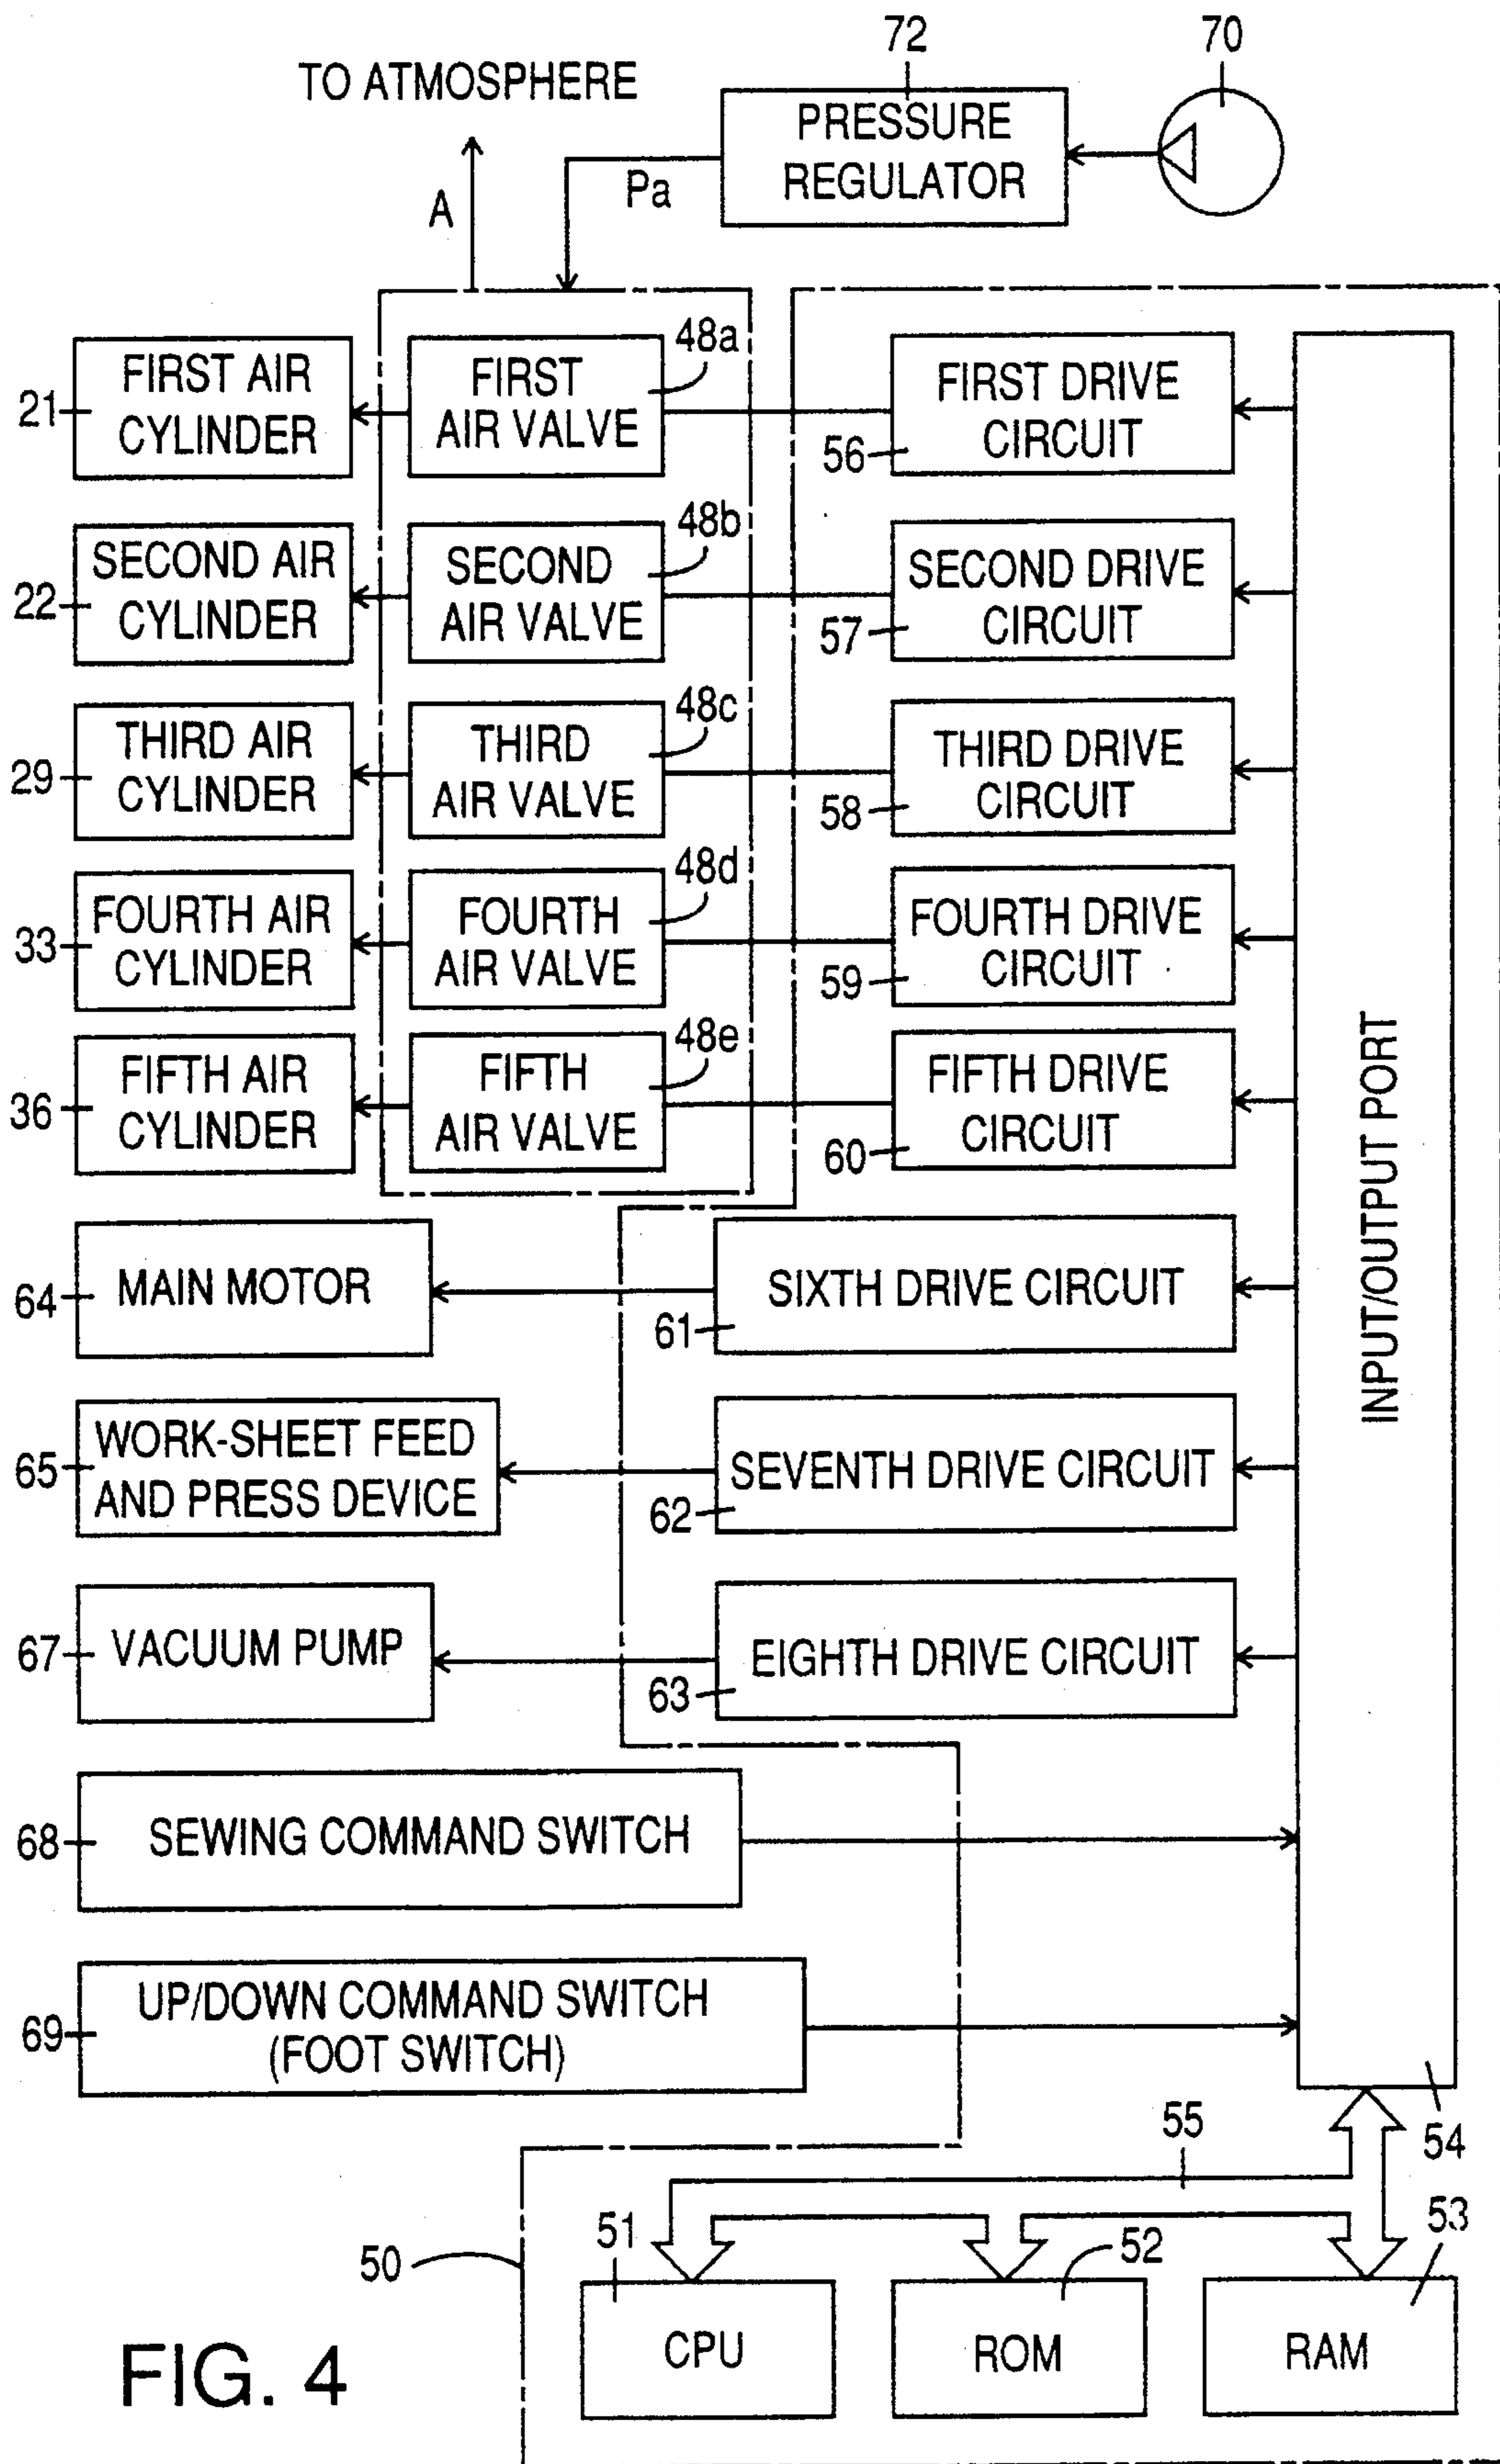 72
70
TO ATMOSPHERE
PRESSURE
REGULATOR
A
Pa
FIRST AIR
CYLINDER
21
FIRST
AIR VALVE
48a
FIRST DRIVE
CIRCUIT
56
SECOND AIR
CYLINDER
22
SECOND
AIR VALVE
48b
SECOND DRIVE
CIRCUIT
57
THIRD AIR
CYLINDER
29
THIRD
AIR VALVE
48c
THIRD DRIVE
CIRCUIT
58
FOURTH AIR
CYLINDER
33
FOURTH
AIR VALVE
48d
FOURTH DRIVE
CIRCUIT
59
FIFTH AIR
CYLINDER
36
FIFTH
AIR VALVE
48e
FIFTH DRIVE
CIRCUIT
60
INPUT/OUTPUT PORT
MAIN MOTOR
64
SIXTH DRIVE CIRCUIT
61
WORK-SHEET FEED
AND PRESS DEVICE
65
SEVENTH DRIVE CIRCUIT
62
VACUUM PUMP
67
EIGHTH DRIVE CIRCUIT
63
SEWING COMMAND SWITCH
68
UP/DOWN COMMAND SWITCH
(FOOT SWITCH)
69
54
55
53
51
52
50
CPU
ROM
RAM
FIG. 4